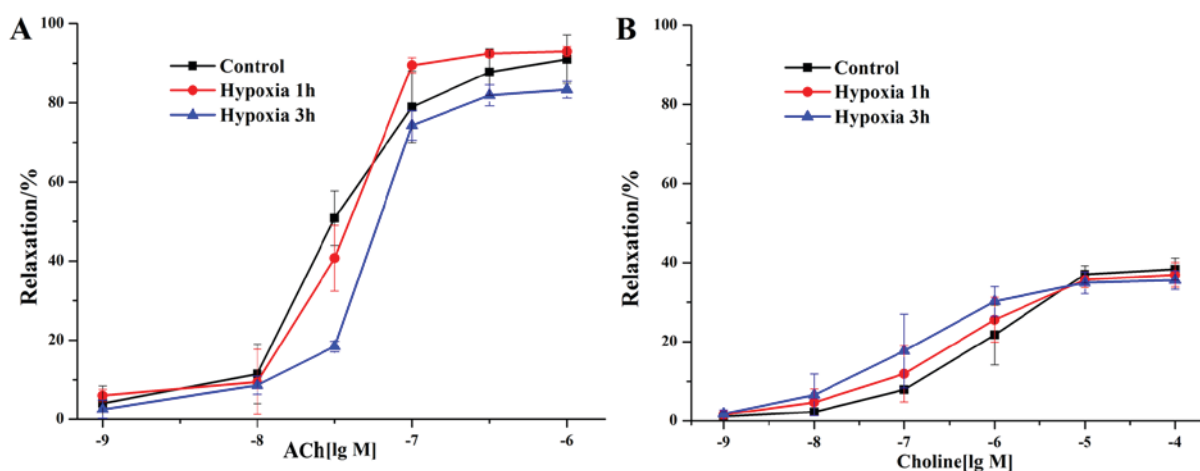 A
Control
Hypoxia 1h
Hypoxia 3h
Relaxation/%
100
80
60
40
20
0
-9
-8
-7
-6
ACh[lg M]
B
Control
Hypoxia 1h
Hypoxia 3h
Relaxation/%
100
80
60
40
20
0
-9
-8
-7
-6
-5
-4
Choline[lg M]